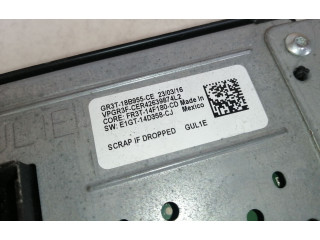 GR3T-18B955-CE 23/03/16
VPGR3F-CER42639874L2
CORE: FR3T-14F180-CD Made in
SW: E1GT-14D358-CJ Mexico
SCRAP IF DROPPED GUL1E